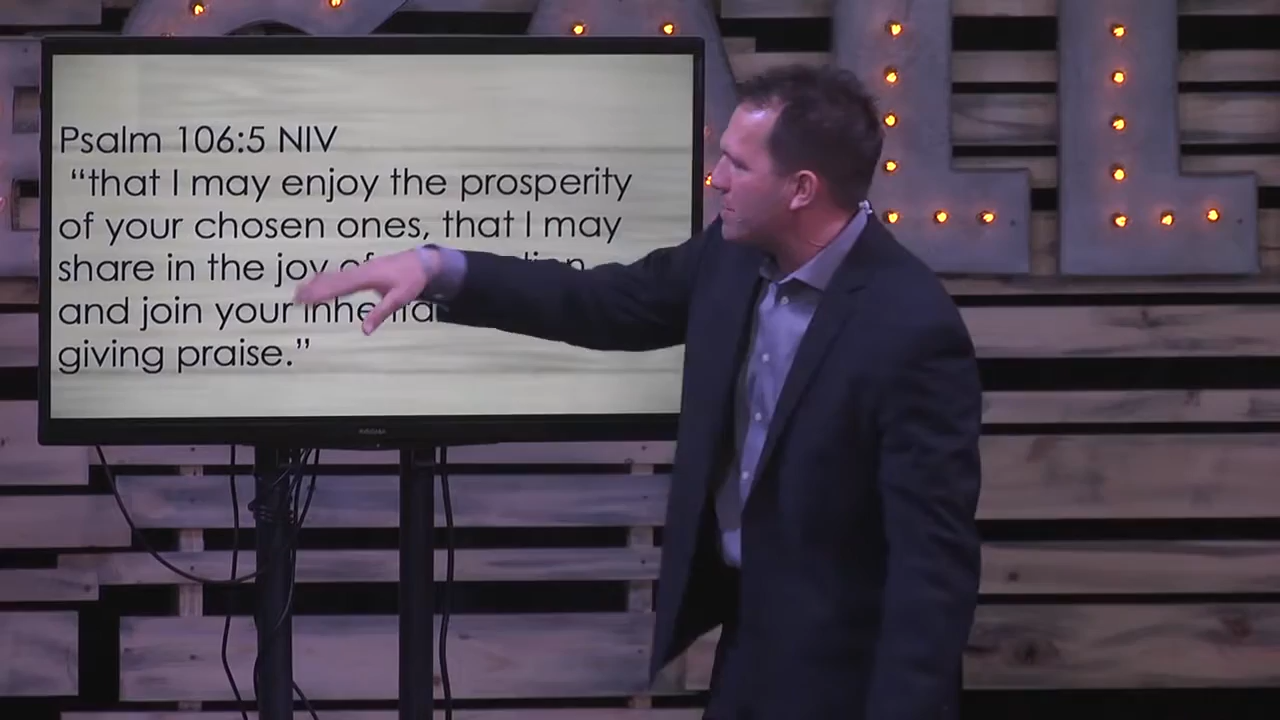 Psalm 106:5 NIV
“that I may enjoy the prosperity
of your chosen ones, that I may
share in the joy
and join your
giving praise.”